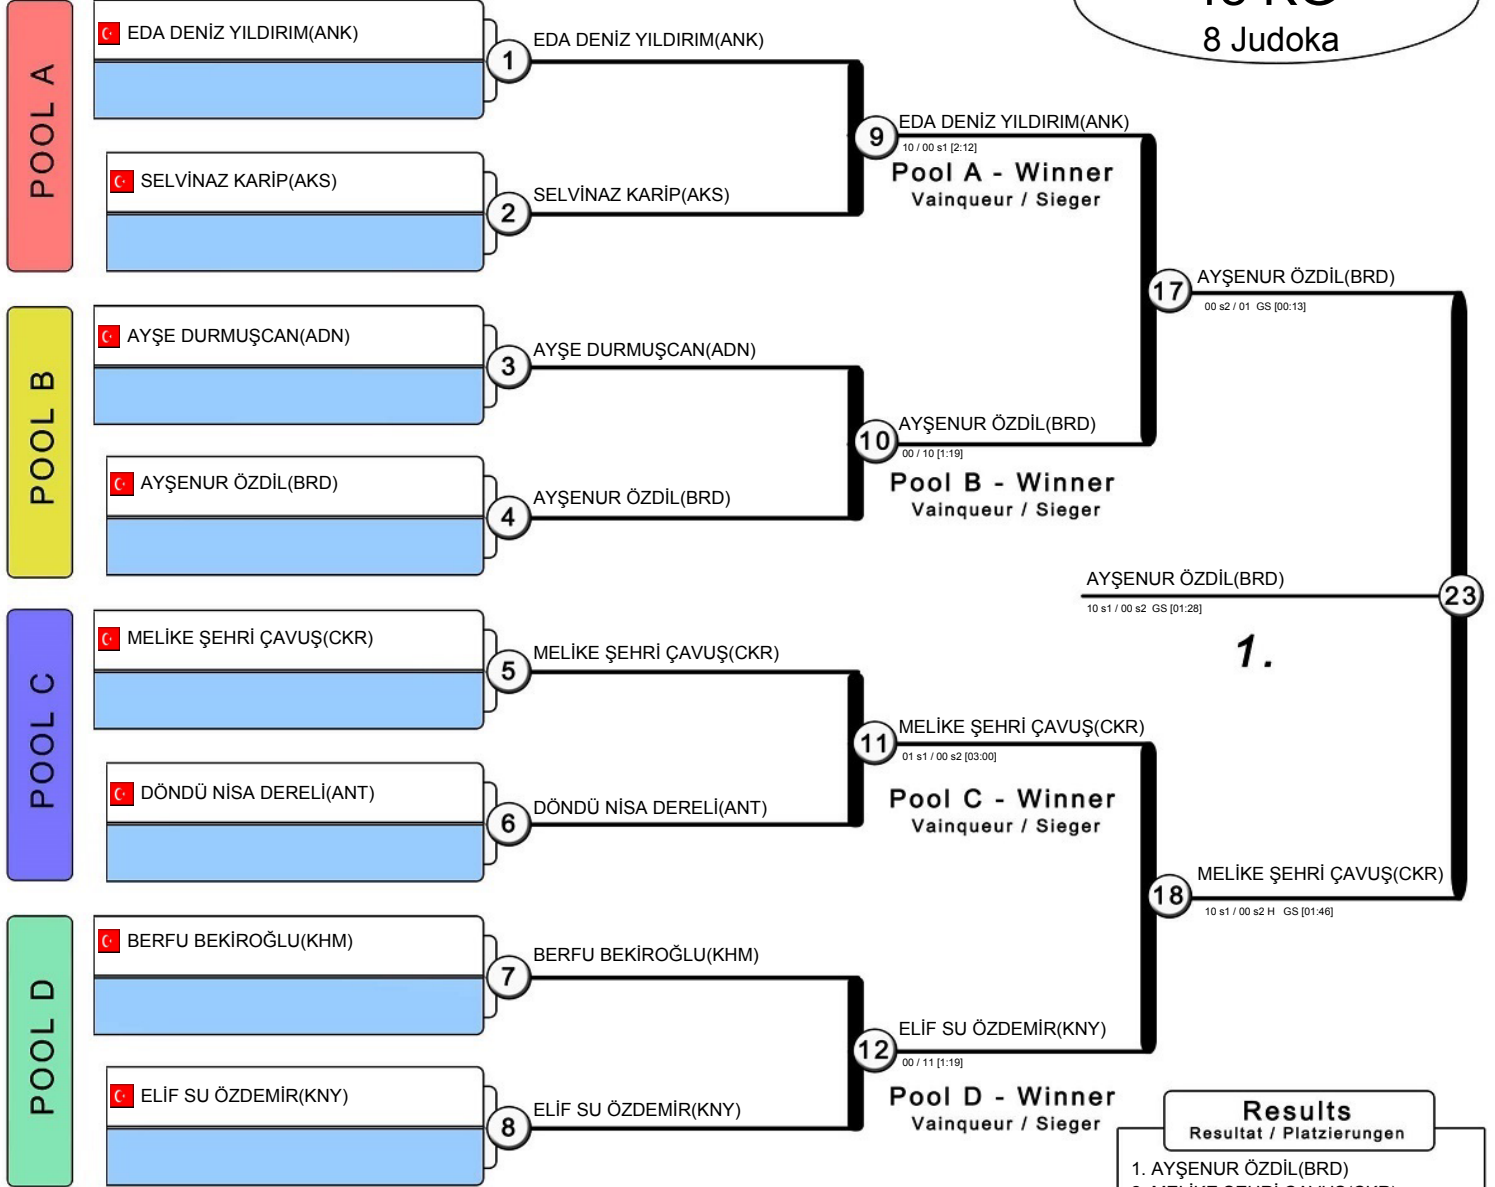 8 Judoka
POOL A
EDA DENİZ YILDIRIM(ANK)
1
EDA DENİZ YILDIRIM(ANK)
SELVİNAZ KARİP(AKS)
2
SELVİNAZ KARİP(AKS)
9
EDA DENİZ YILDIRIM(ANK)
10 / 00 s1 [2:12]
Pool A - Winner
Vainqueur / Sieger
POOL B
AYŞE DURMUŞCAN(ADN)
3
AYŞE DURMUŞCAN(ADN)
AYŞENUR ÖZDİL(BRD)
4
AYŞENUR ÖZDİL(BRD)
10
AYŞENUR ÖZDİL(BRD)
00 / 10 [1:19]
Pool B - Winner
Vainqueur / Sieger
17
AYŞENUR ÖZDİL(BRD)
00 s2 / 01 GS [00:13]
AYŞENUR ÖZDİL(BRD)
23
10 s1 / 00 s2 GS [01:28]
1.
POOL C
MELİKE ŞEHRİ ÇAVUŞ(CKR)
5
MELİKE ŞEHRİ ÇAVUŞ(CKR)
DÖNDÜ NİSA DERELİ(ANT)
6
DÖNDÜ NİSA DERELİ(ANT)
11
MELİKE ŞEHRİ ÇAVUŞ(CKR)
01 s1 / 00 s2 [03:00]
Pool C - Winner
Vainqueur / Sieger
18
MELİKE ŞEHRİ ÇAVUŞ(CKR)
10 s1 / 00 s2 H GS [01:46]
POOL D
BERFU BEKİROĞLU(KHM)
7
BERFU BEKİROĞLU(KHM)
ELİF SU ÖZDEMİR(KNY)
8
ELİF SU ÖZDEMİR(KNY)
12
ELİF SU ÖZDEMİR(KNY)
00 / 11 [1:19]
Pool D - Winner
Vainqueur / Sieger
Results
Resultat / Platzierungen
1. AYŞENUR ÖZDİL(BRD)